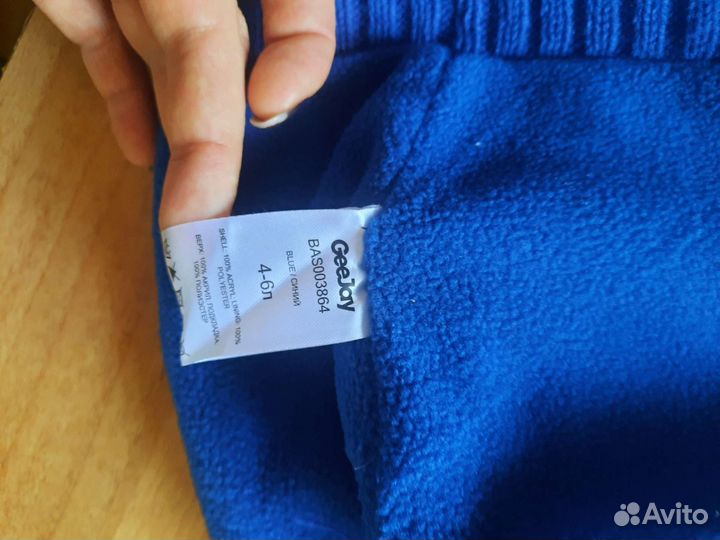 GeeJay
BAS003864
BLUE / СИНИЙ
4-6л
SHELL: 100% ACRYL, LINING: 100%
POLYESTER
ВЕРХ: 100% АКРИЛ, ПОДКЛАДКА:
100% ПОЛИЭСТЕР
Avito